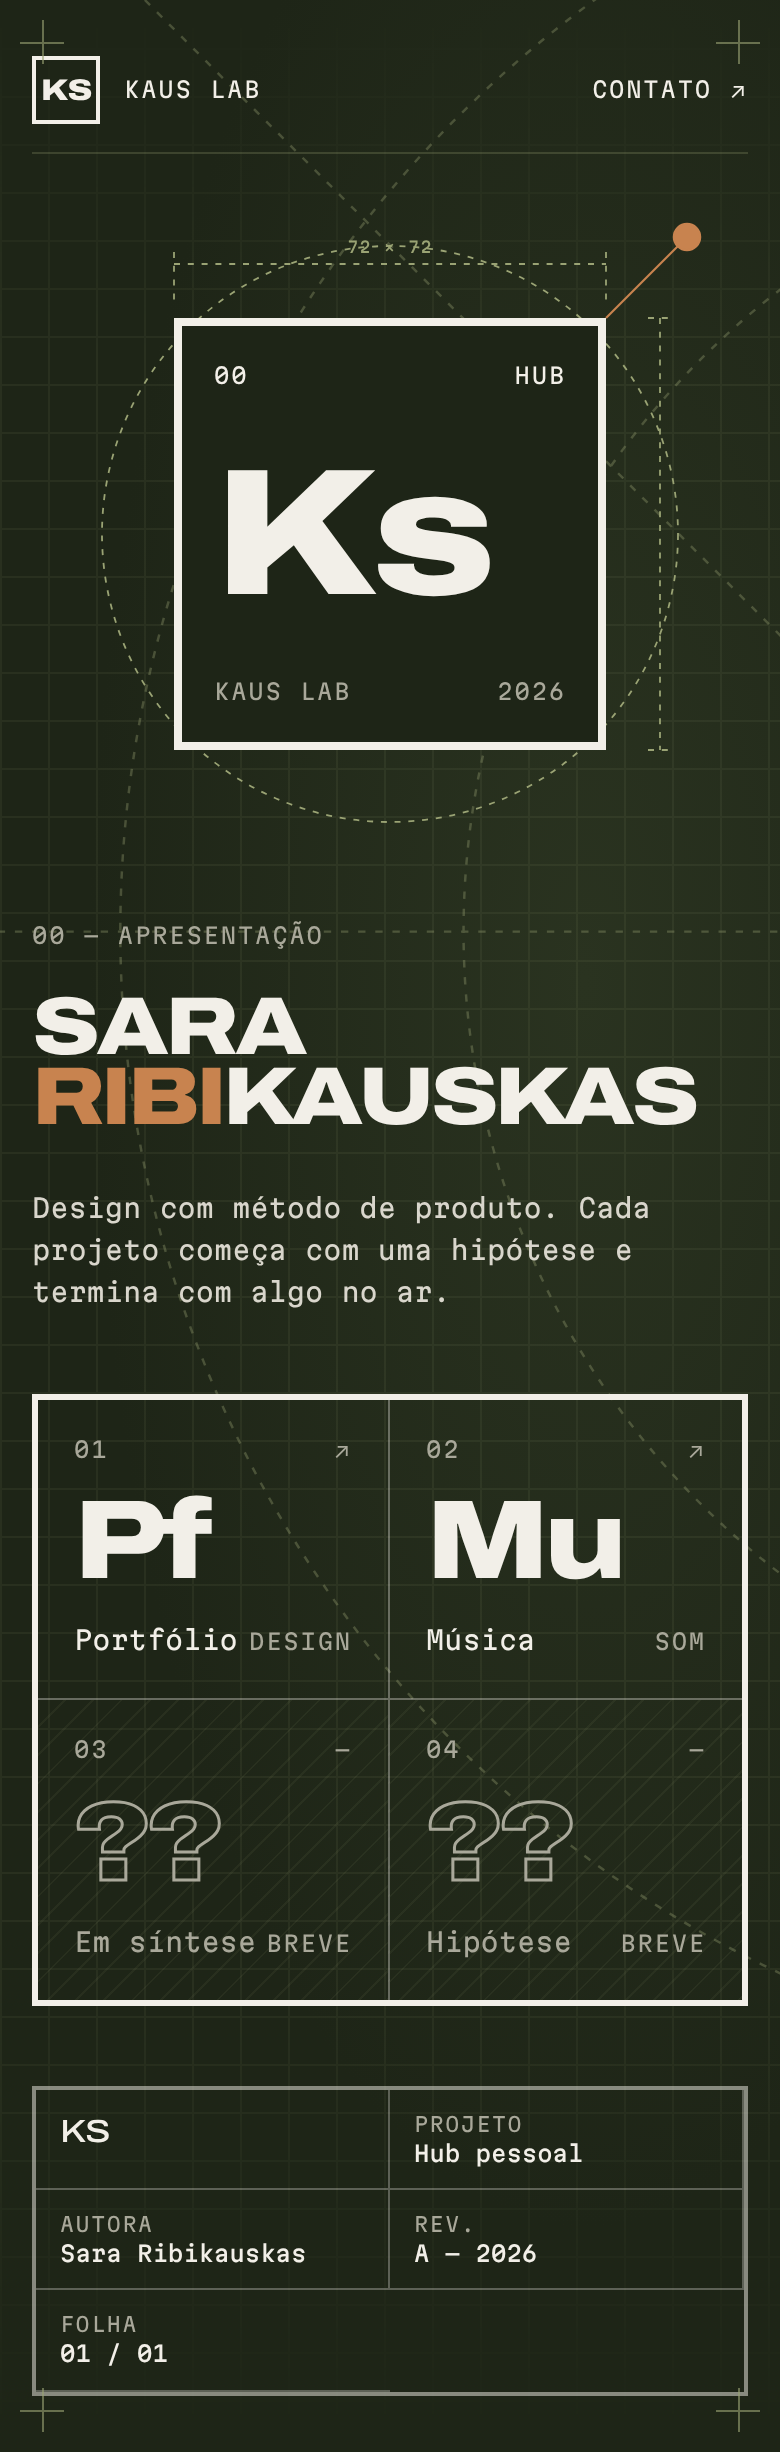 KS KAUS LAB CONTATO ↗
72 × 72
00 HUB
Ks
KAUS LAB 2026
00 — APRESENTAÇÃO
SARA
RIBIKAUSKAS
Design com método de produto. Cada
projeto começa com uma hipótese e
termina com algo no ar.
01 ↗
Pf
Portfólio DESIGN
02 ↗
Mu
Música SOM
03 —
??
Em síntese BREVE
04 —
??
Hipótese BREVE
KS
PROJETO
Hub pessoal
AUTORA
Sara Ribikauskas
REV.
A — 2026
FOLHA
01 / 01